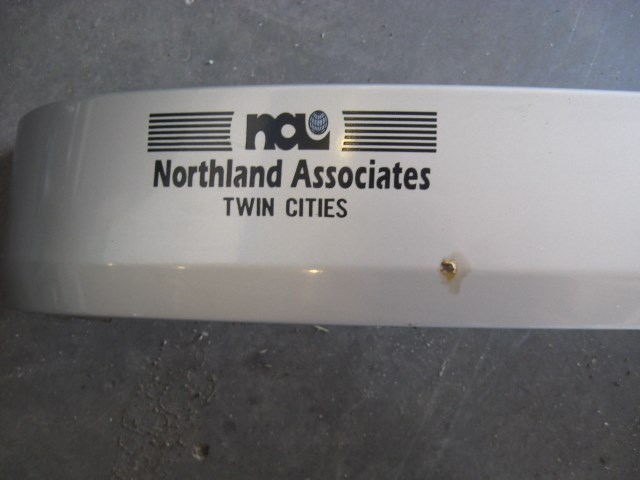 nai
Northland Associates
TWIN CITIES